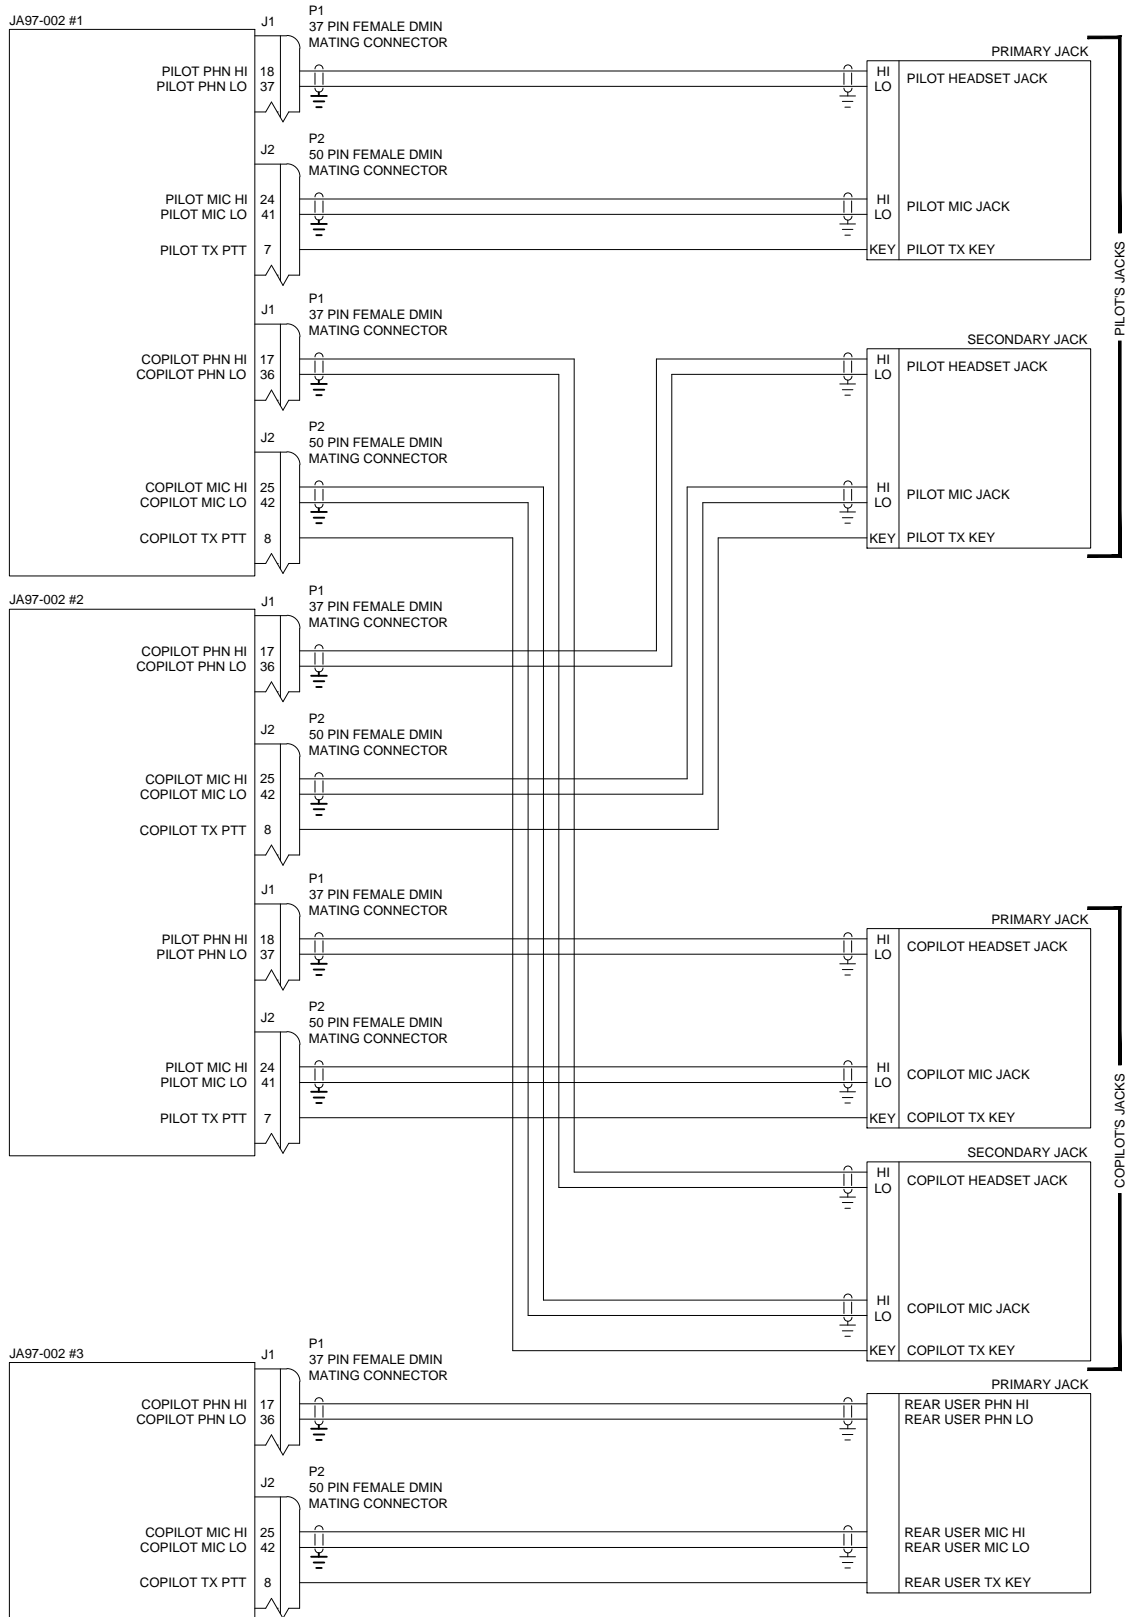 JA97-002 #1
J1
P1
37 PIN FEMALE DMIN
MATING CONNECTOR
PILOT PHN HI 18
PILOT PHN LO 37
PRIMARY JACK
HI
LO
PILOT HEADSET JACK
J2
P2
50 PIN FEMALE DMIN
MATING CONNECTOR
PILOT MIC HI 24
PILOT MIC LO 41
PILOT TX PTT 7
HI
LO
PILOT MIC JACK
KEY PILOT TX KEY
J1
P1
37 PIN FEMALE DMIN
MATING CONNECTOR
COPILOT PHN HI 17
COPILOT PHN LO 36
SECONDARY JACK
HI
LO
PILOT HEADSET JACK
J2
P2
50 PIN FEMALE DMIN
MATING CONNECTOR
COPILOT MIC HI 25
COPILOT MIC LO 42
COPILOT TX PTT 8
HI
LO
PILOT MIC JACK
KEY PILOT TX KEY
PILOT'S JACKS
JA97-002 #2
J1
P1
37 PIN FEMALE DMIN
MATING CONNECTOR
COPILOT PHN HI 17
COPILOT PHN LO 36
J2
P2
50 PIN FEMALE DMIN
MATING CONNECTOR
COPILOT MIC HI 25
COPILOT MIC LO 42
COPILOT TX PTT 8
J1
P1
37 PIN FEMALE DMIN
MATING CONNECTOR
PILOT PHN HI 18
PILOT PHN LO 37
PRIMARY JACK
HI
LO
COPILOT HEADSET JACK
J2
P2
50 PIN FEMALE DMIN
MATING CONNECTOR
PILOT MIC HI 24
PILOT MIC LO 41
PILOT TX PTT 7
HI
LO
COPILOT MIC JACK
KEY COPILOT TX KEY
SECONDARY JACK
HI
LO
COPILOT HEADSET JACK
HI
LO
COPILOT MIC JACK
KEY COPILOT TX KEY
COPILOT'S JACKS
JA97-002 #3
J1
P1
37 PIN FEMALE DMIN
MATING CONNECTOR
COPILOT PHN HI 17
COPILOT PHN LO 36
PRIMARY JACK
REAR USER PHN HI
REAR USER PHN LO
J2
P2
50 PIN FEMALE DMIN
MATING CONNECTOR
COPILOT MIC HI 25
COPILOT MIC LO 42
COPILOT TX PTT 8
REAR USER MIC HI
REAR USER MIC LO
REAR USER TX KEY